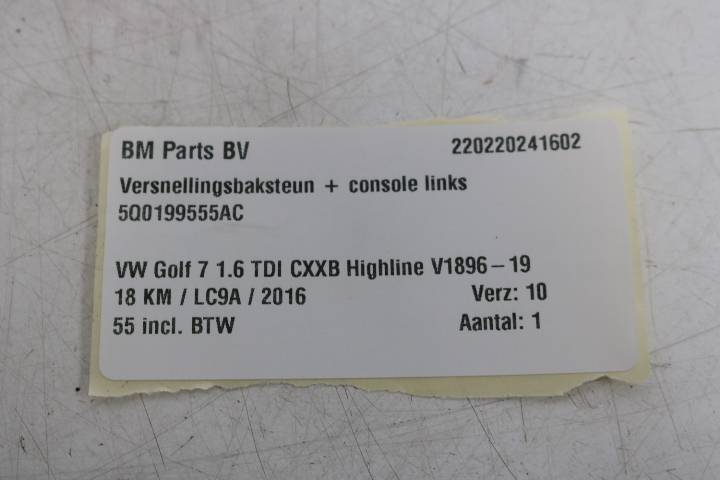 BM Parts BV 220220241602
Versnellingsbaksteun + console links
5Q0199555AC
VW Golf 7 1.6 TDI CXXB Highline V1896-19
18 KM / LC9A / 2016 Verz: 10
55 incl. BTW Aantal: 1